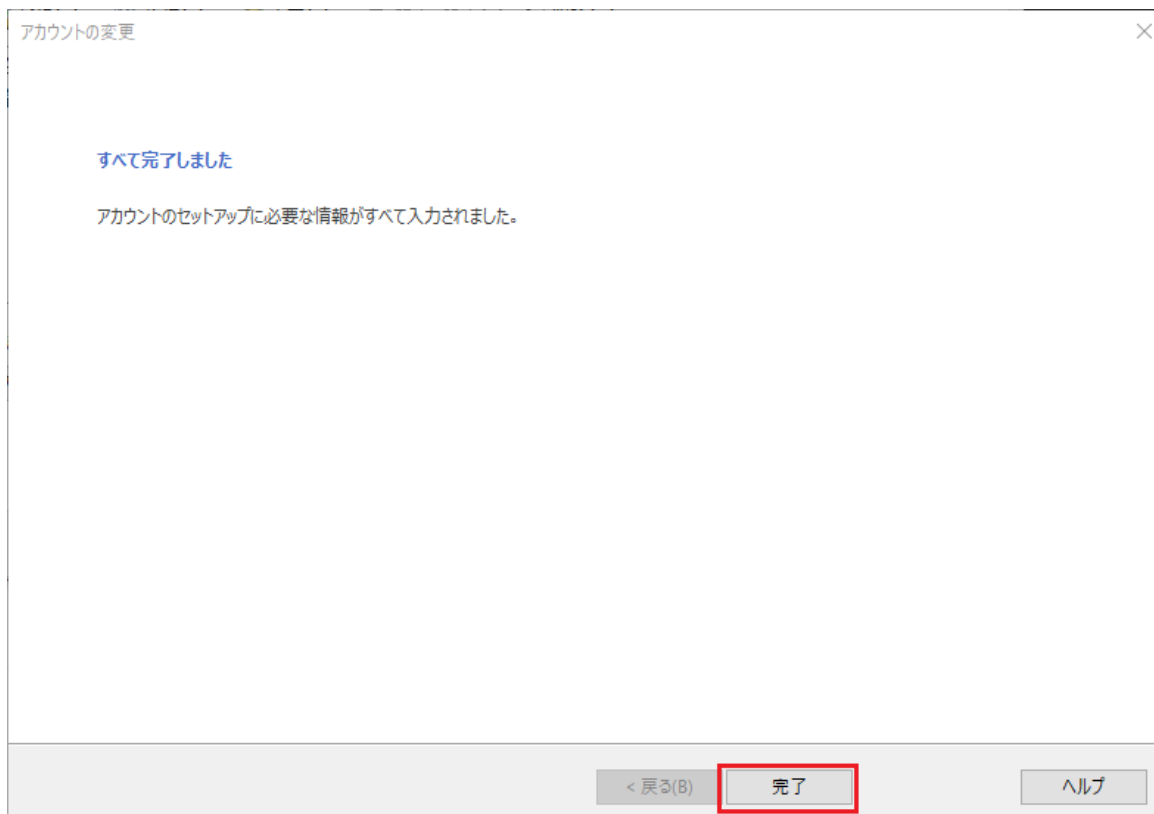 アカウントの変更
すべて完了しました
アカウントのセットアップに必要な情報がすべて入力されました。
< 戻る(B)
完了
ヘルプ